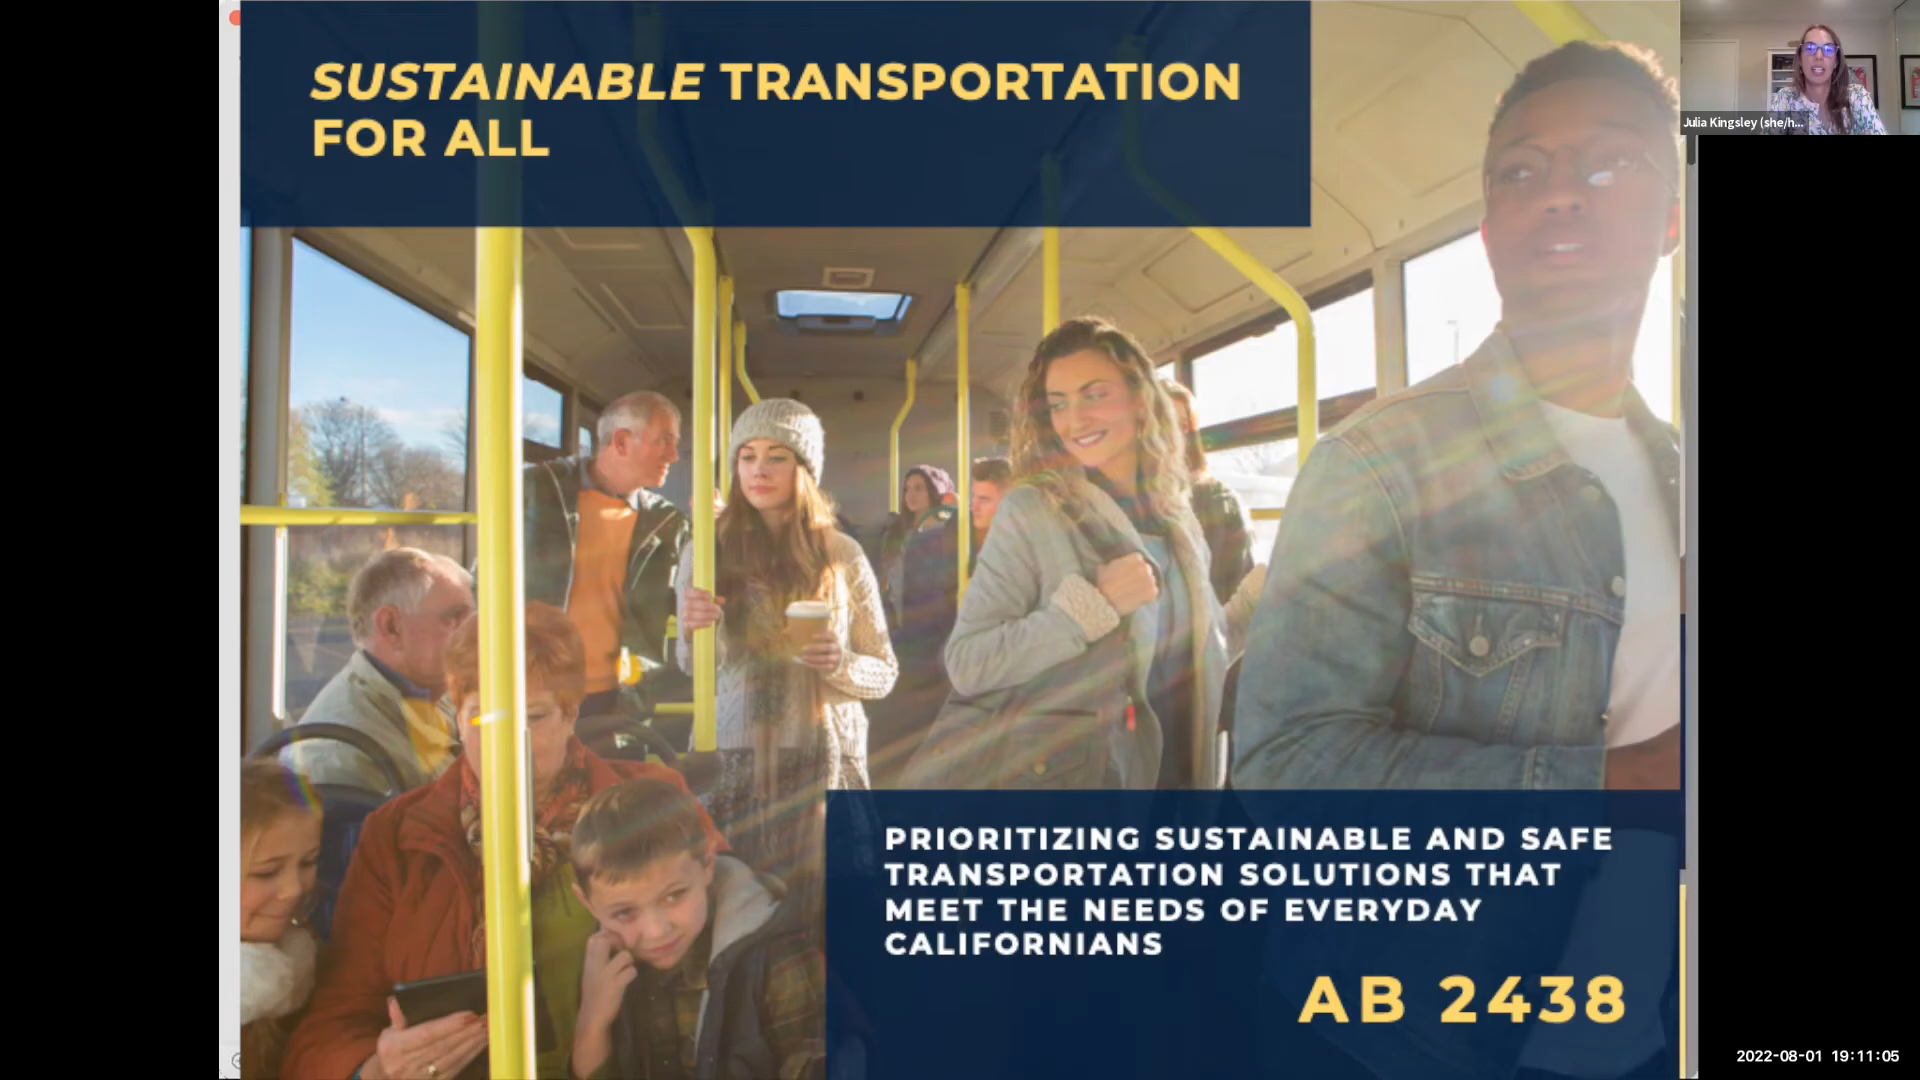 SUSTAINABLE TRANSPORTATION
FOR ALL
Julia Kingsley (she/h...
PRIORITIZING SUSTAINABLE AND SAFE
TRANSPORTATION SOLUTIONS THAT
MEET THE NEEDS OF EVERYDAY
CALIFORNIANS
AB 2438
2022-08-01 19:11:05